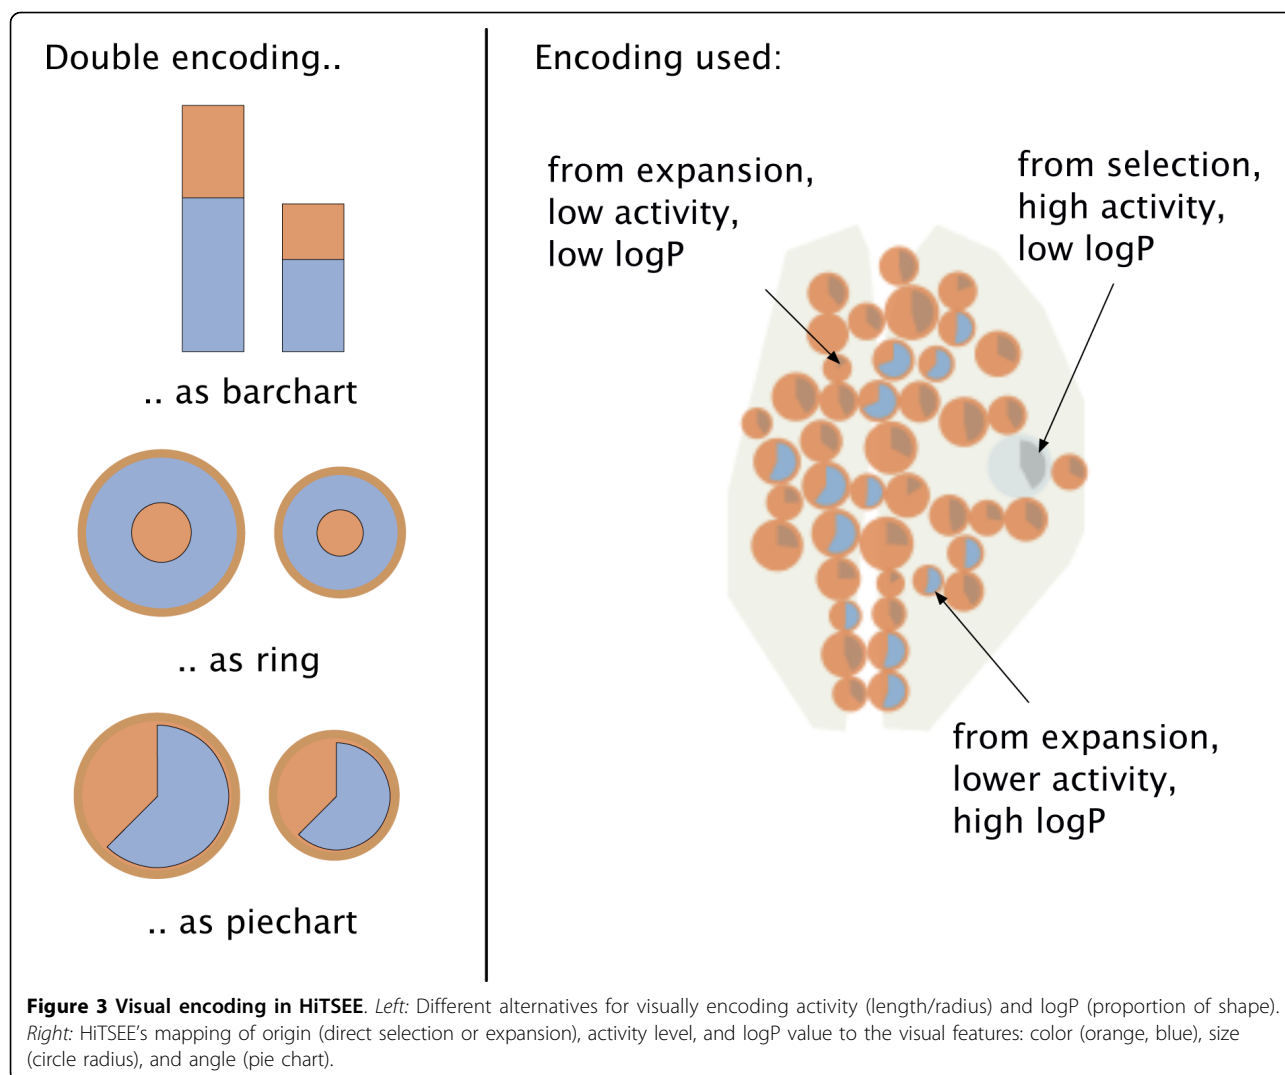 Double encoding..
.. as barchart
.. as ring
.. as piechart
Encoding used:
from expansion,
low activity,
low logP
from selection,
high activity,
low logP
from expansion,
lower activity,
high logP
Figure 3 Visual encoding in HiTSEE. Left: Different alternatives for visually encoding activity (length/radius) and logP (proportion of shape).
Right: HiTSEE's mapping of origin (direct selection or expansion), activity level, and logP value to the visual features: color (orange, blue), size
(circle radius), and angle (pie chart).